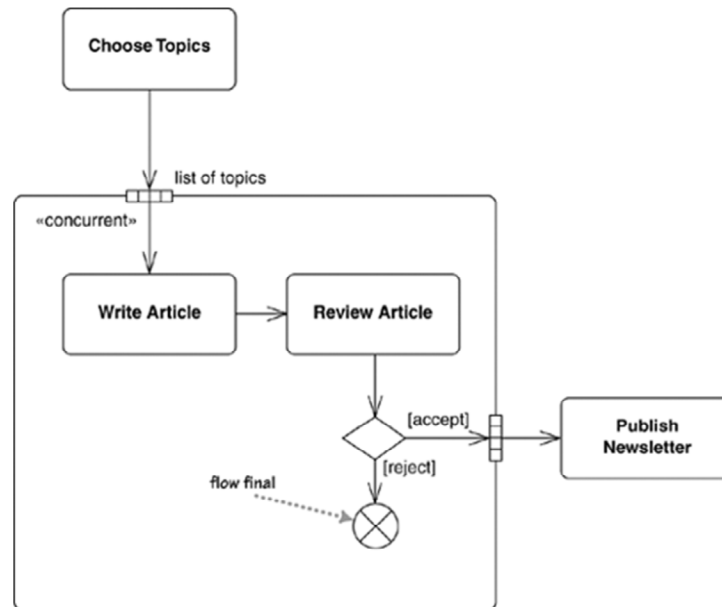 Choose Topics
list of topics
«concurrent»
Write Article
Review Article
[accept]
Publish
Newsletter
[reject]
flow final